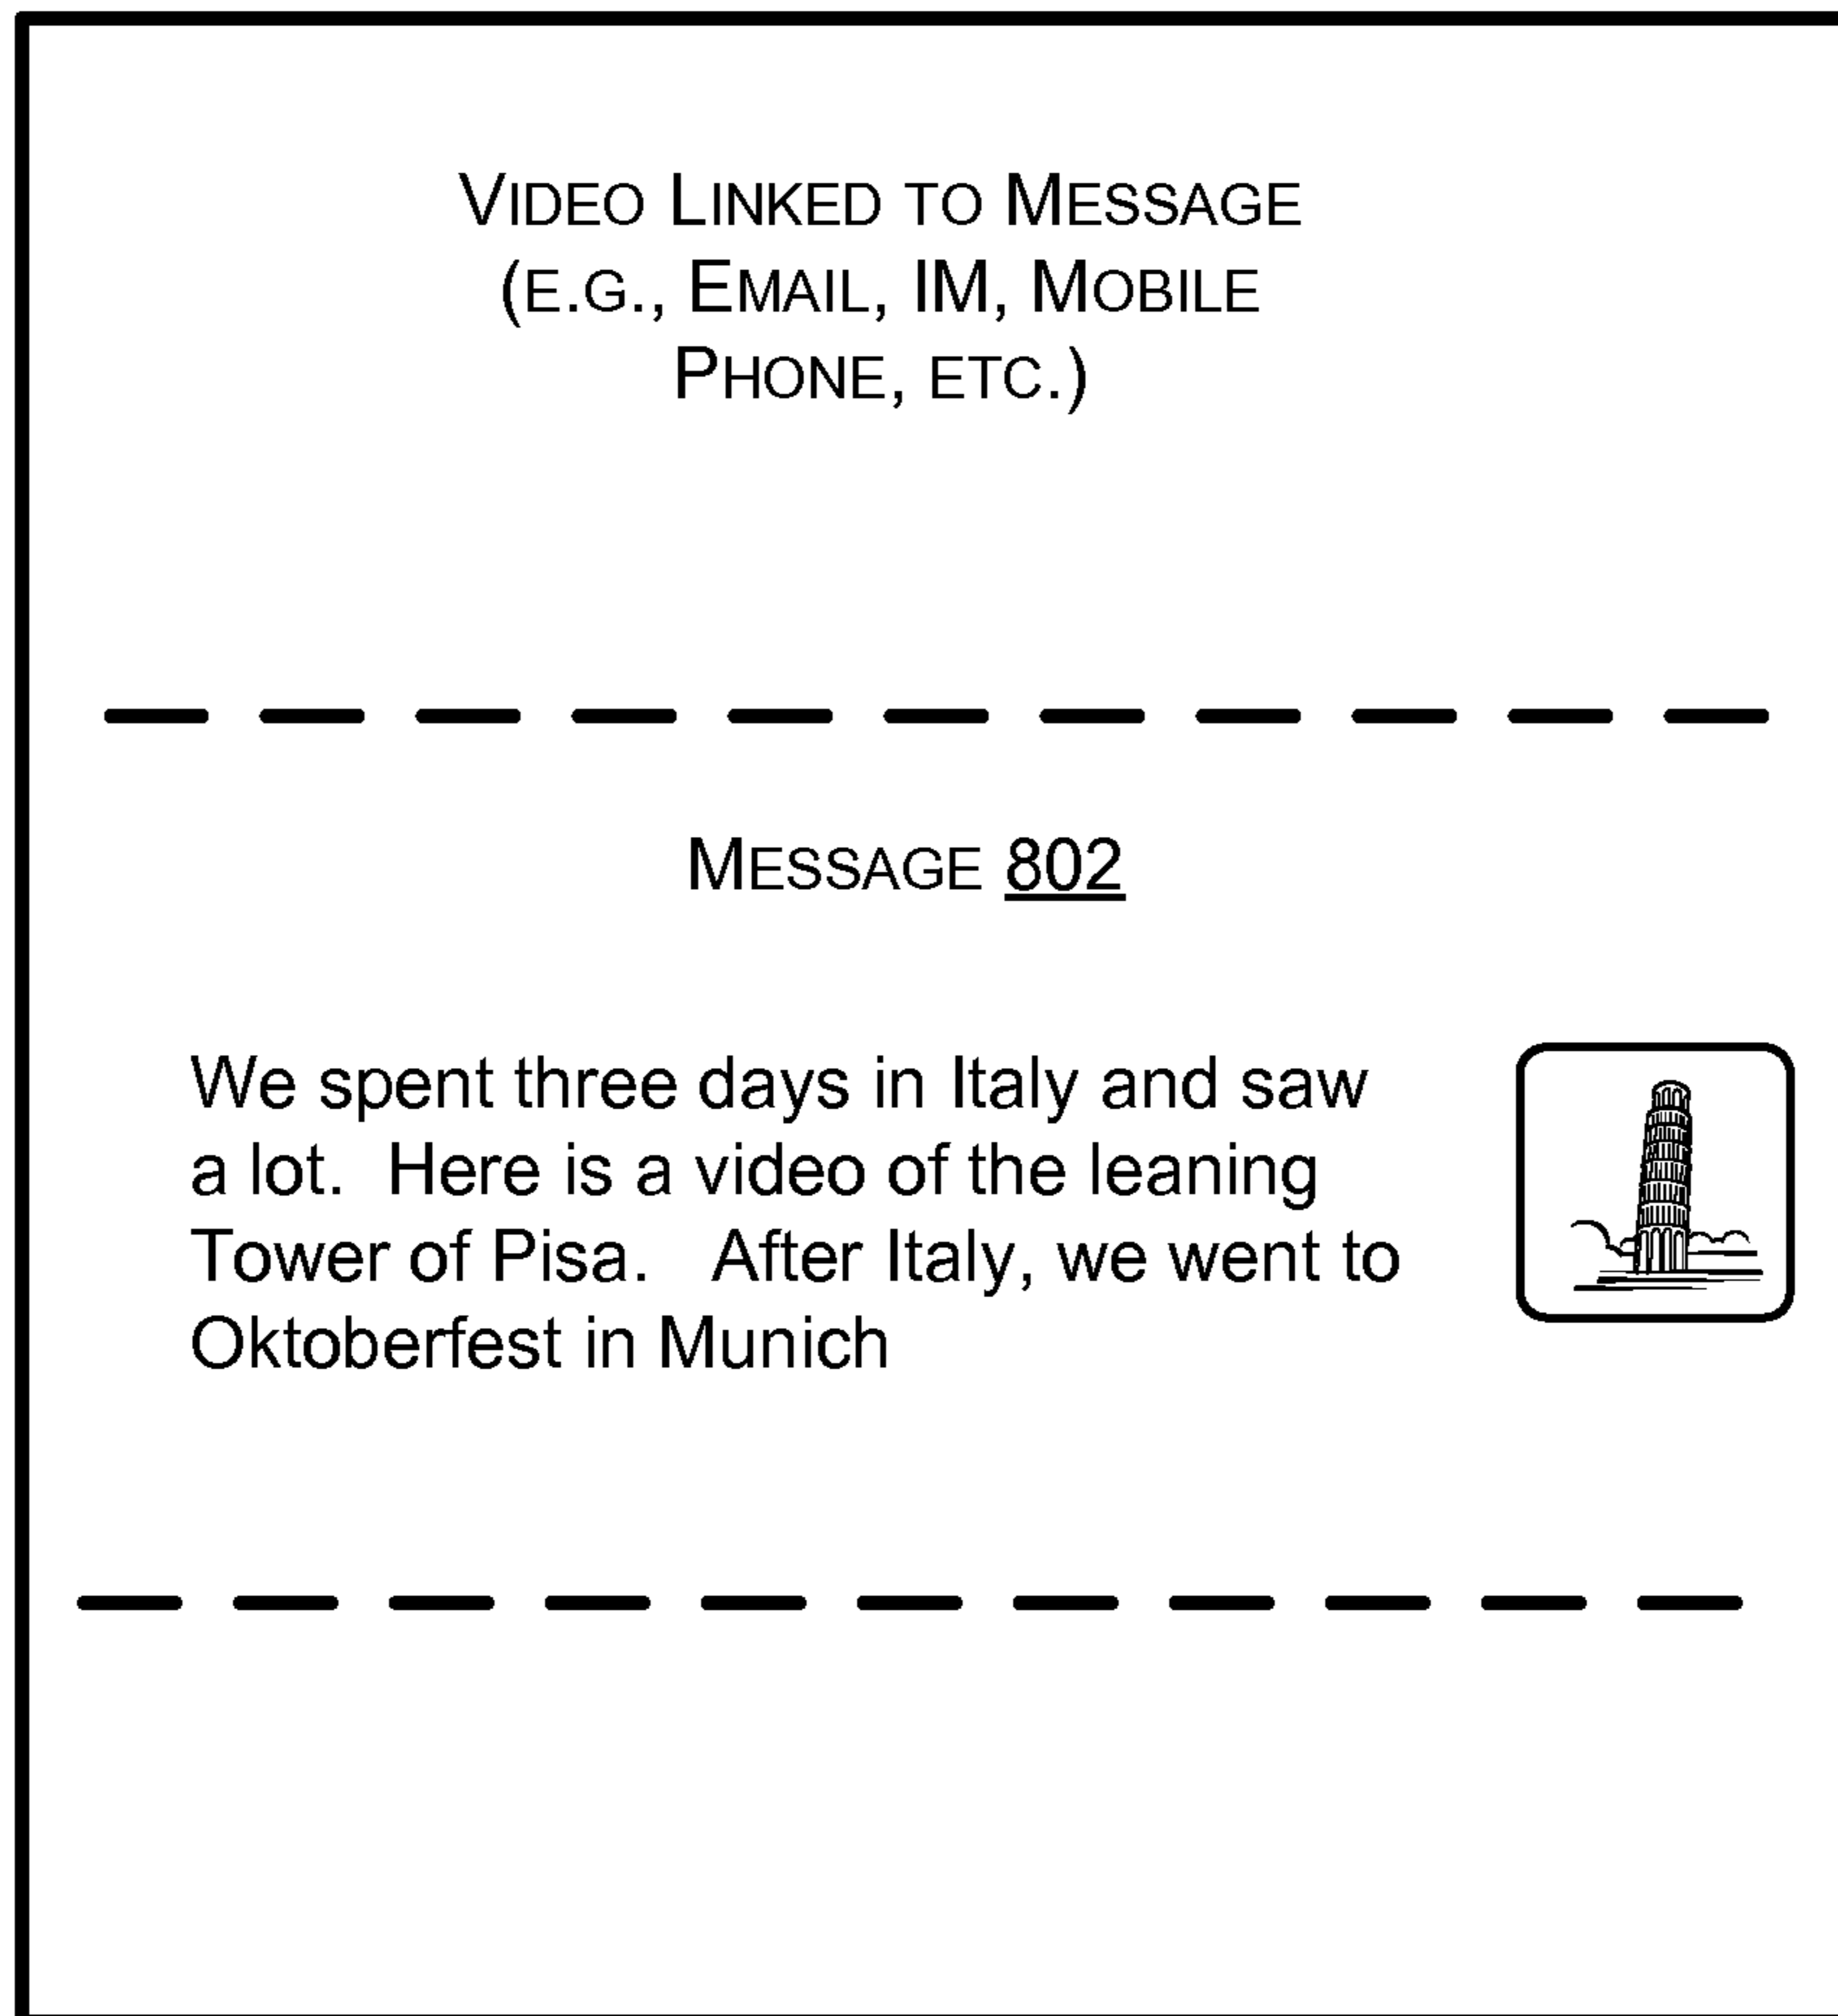 VIDEO LINKED TO MESSAGE
(E.G., EMAIL, IM, MOBILE
PHONE, ETC.)
MESSAGE 802
We spent three days in Italy and saw
a lot.  Here is a video of the leaning
Tower of Pisa.   After Italy, we went to
Oktoberfest in Munich